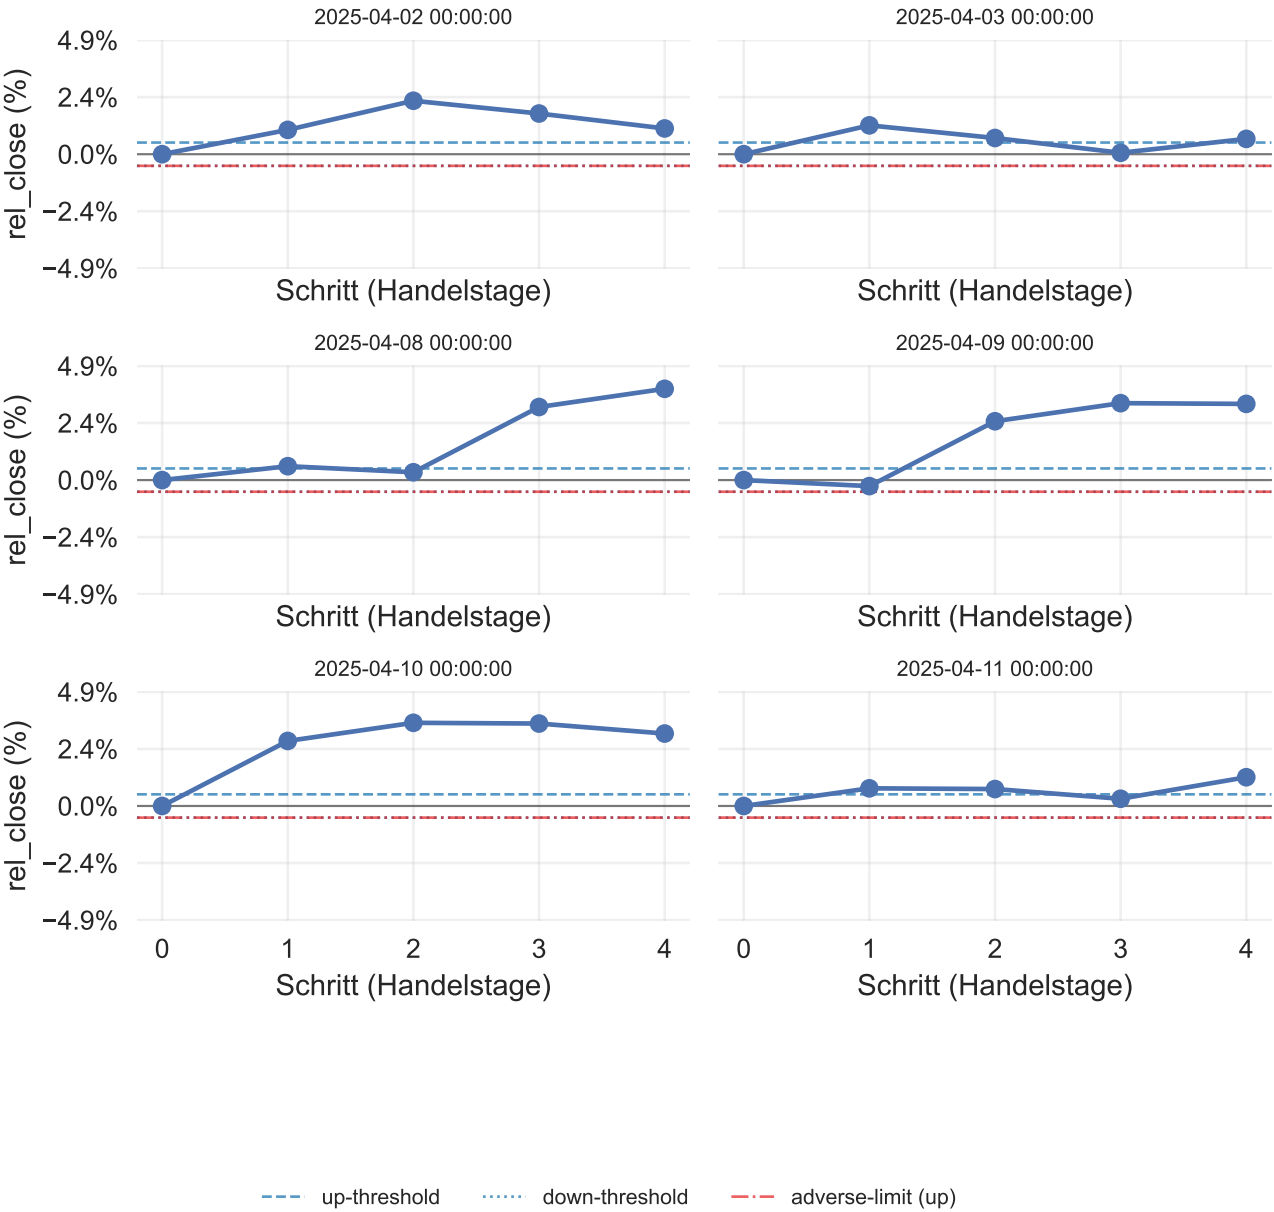 2025-04-02 00:00:00
2025-04-03 00:00:00
4.9%
2.4%
0.0%
−2.4%
−4.9%
rel_close (%)
Schritt (Handelstage)
Schritt (Handelstage)
2025-04-08 00:00:00
2025-04-09 00:00:00
4.9%
2.4%
0.0%
−2.4%
−4.9%
rel_close (%)
Schritt (Handelstage)
Schritt (Handelstage)
2025-04-10 00:00:00
2025-04-11 00:00:00
4.9%
2.4%
0.0%
−2.4%
−4.9%
rel_close (%)
0 1 2 3 4
0 1 2 3 4
Schritt (Handelstage)
Schritt (Handelstage)
up-threshold
down-threshold
adverse-limit (up)